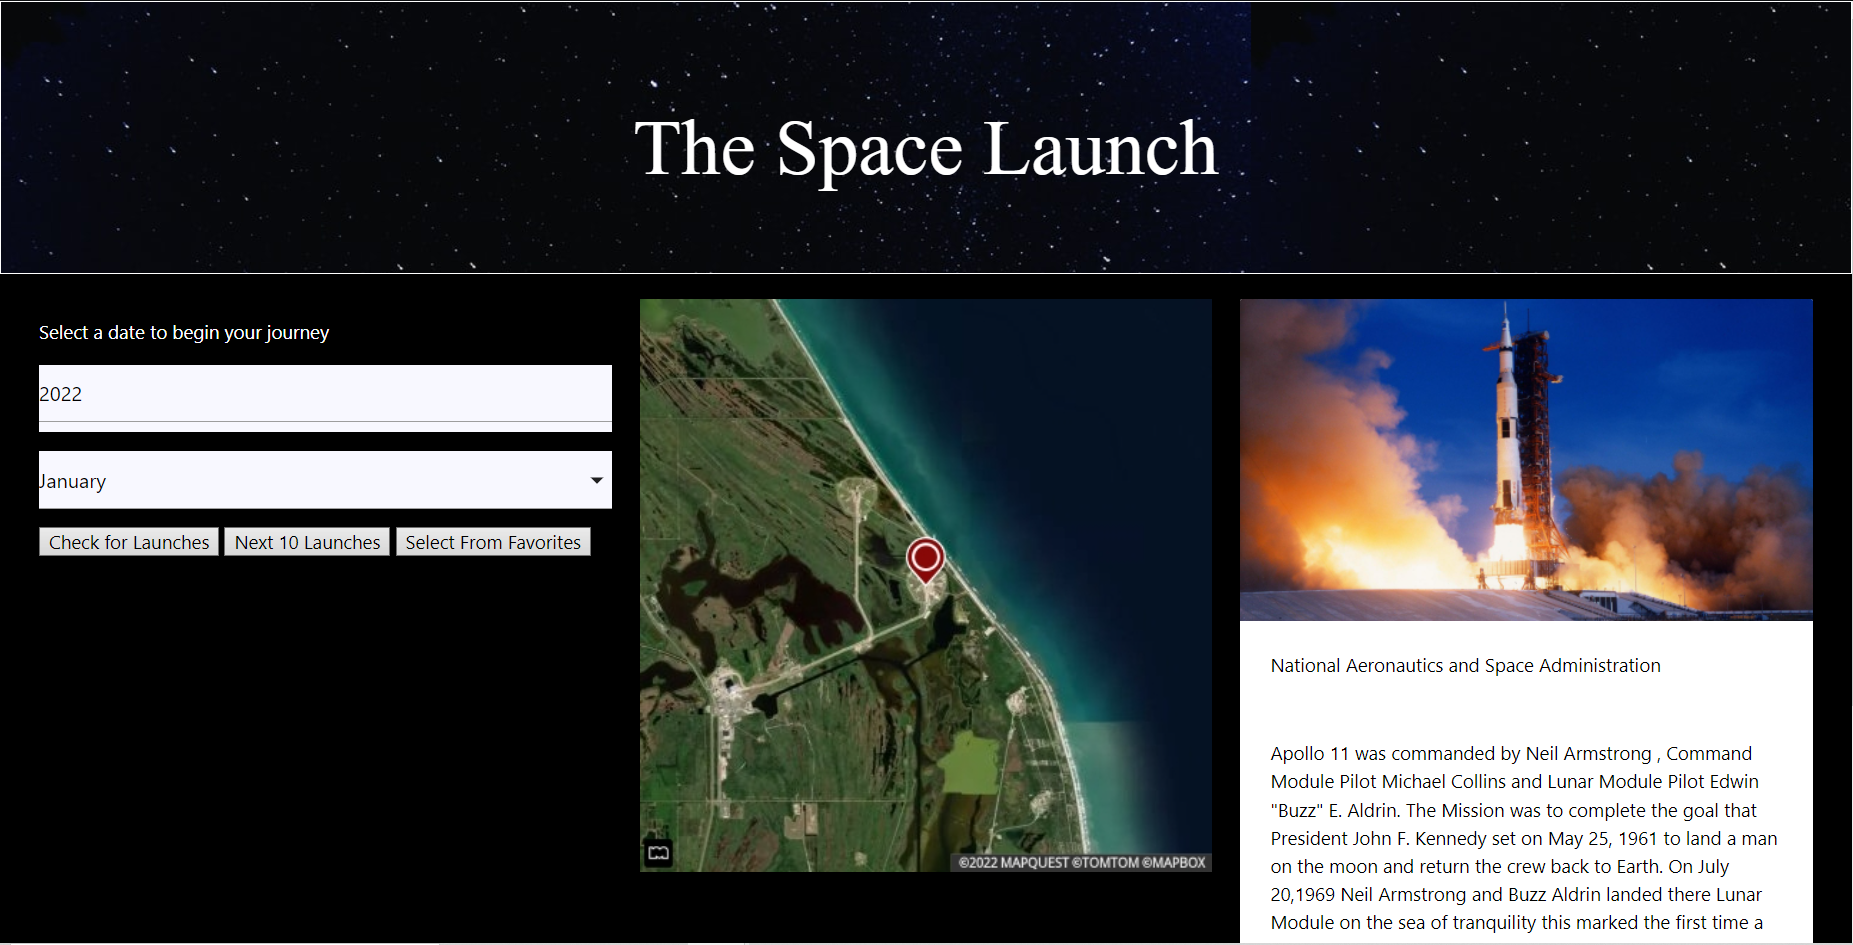 The Space Launch
Select a date to begin your journey
2022
January
Check for Launches
Next 10 Launches
Select From Favorites
©2022 MAPQUEST ©TOMTOM ©MAPBOX
National Aeronautics and Space Administration
Apollo 11 was commanded by Neil Armstrong , Command
Module Pilot Michael Collins and Lunar Module Pilot Edwin
"Buzz" E. Aldrin. The Mission was to complete the goal that
President John F. Kennedy set on May 25, 1961 to land a man
on the moon and return the crew back to Earth. On July
20,1969 Neil Armstrong and Buzz Aldrin landed there Lunar
Module on the sea of tranquility this marked the first time a